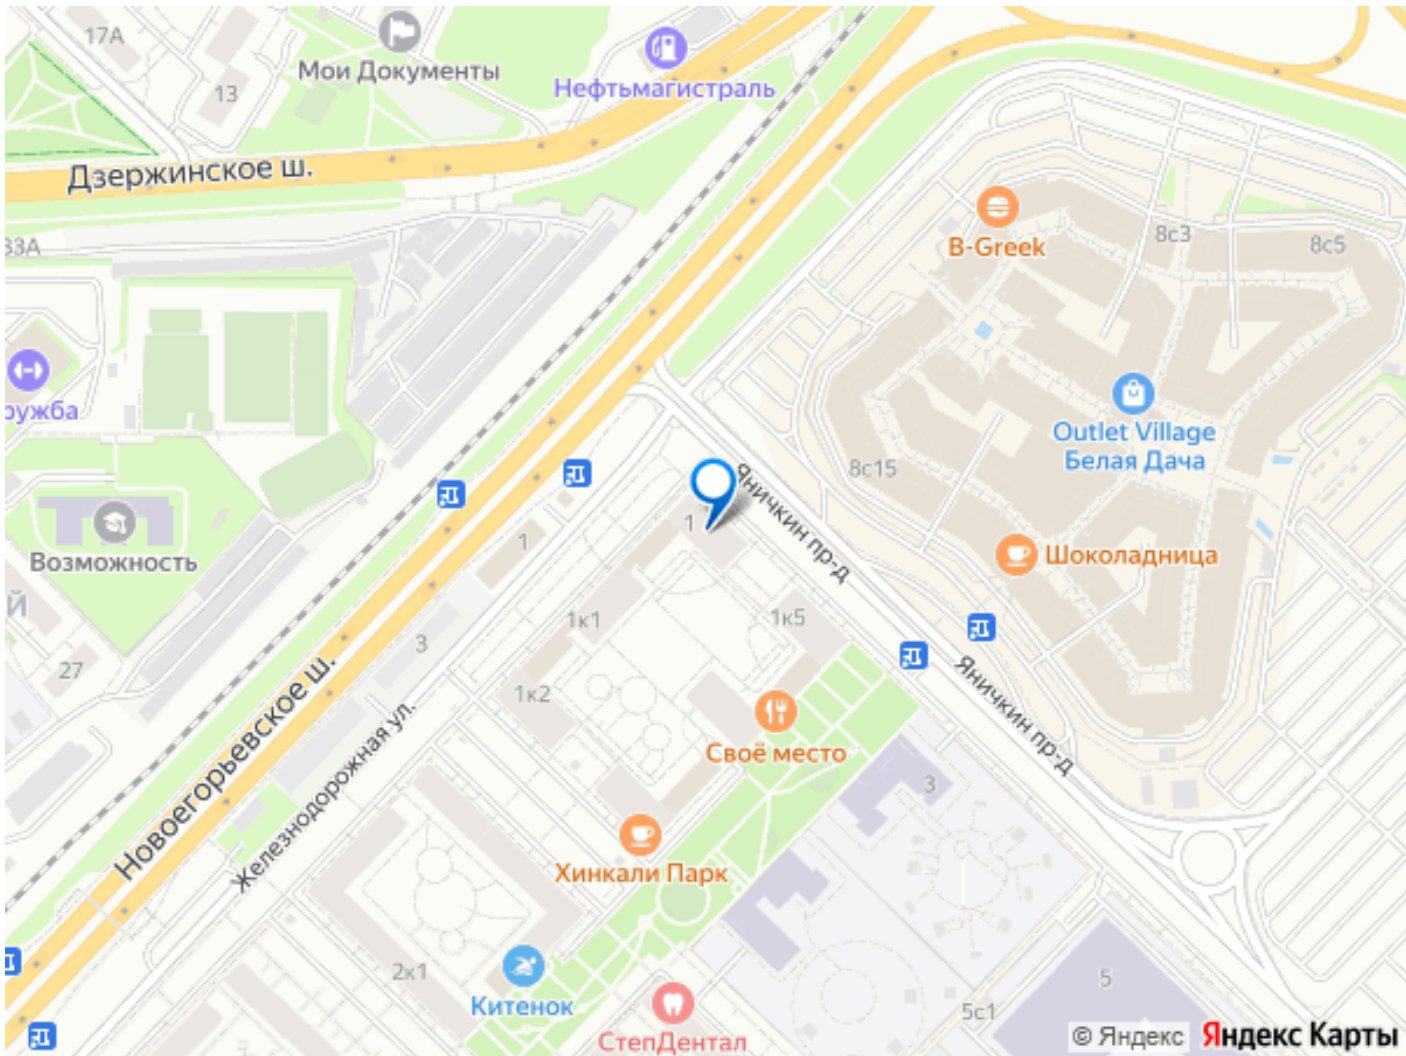 17А
Мои Документы
13
Нефтьмагистраль
Дзержинское ш.
33А
B-Greek
8с3
8с5
ружба
Outlet Village
Белая Дача
8с15
Яничкин пр-д
1
1
Возможность
Шоколадница
Й
27
3
1к1
1к5
1к2
Новоегорьевское ш.
Железнодорожная ул.
Своё место
Яничкин пр-д
3
Хинкали Парк
2к1
Китенок
СтепДентал
5
5с1
© Яндекс
Яндекс Карты